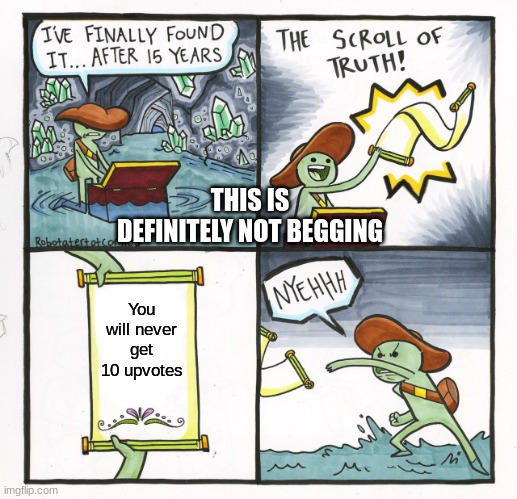 I'VE FINALLY FOUND
IT... AFTER 15 YEARS
THE SCROLL OF
TRUTH!
THIS IS
DEFINITELY NOT BEGGING
Robotatertot
You
will never
get
10 upvotes
NYEHHH
imgflip.com